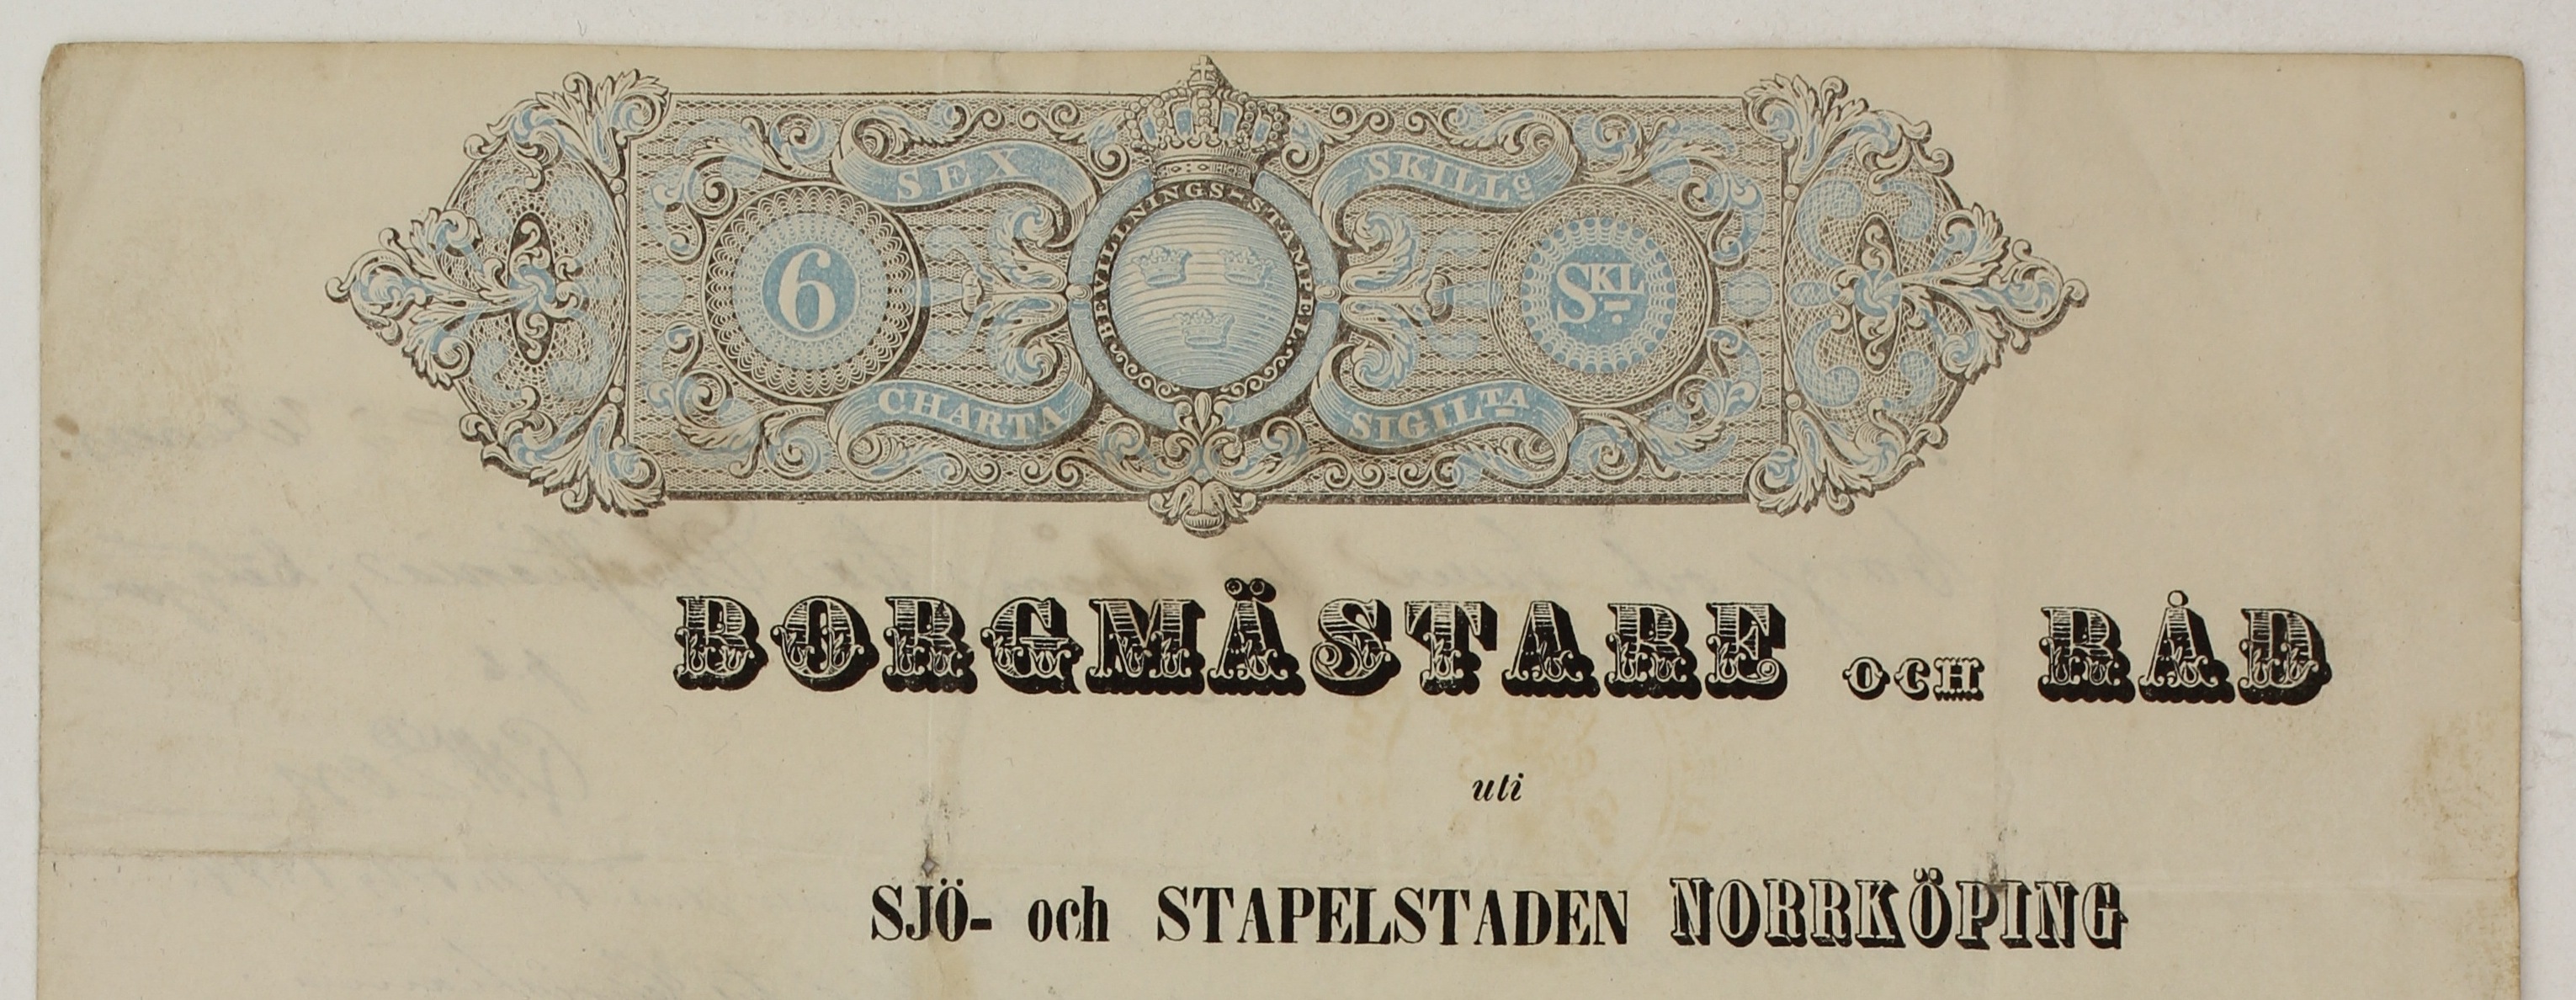 SEX SKILLG
BEVILLNINGS-STÄMPEL.
6 SKL
CHARTA SIGILTA
BORGMÄSTARE OCH RÅD
uti
SJÖ- och STAPELSTADEN NORRKÖPING